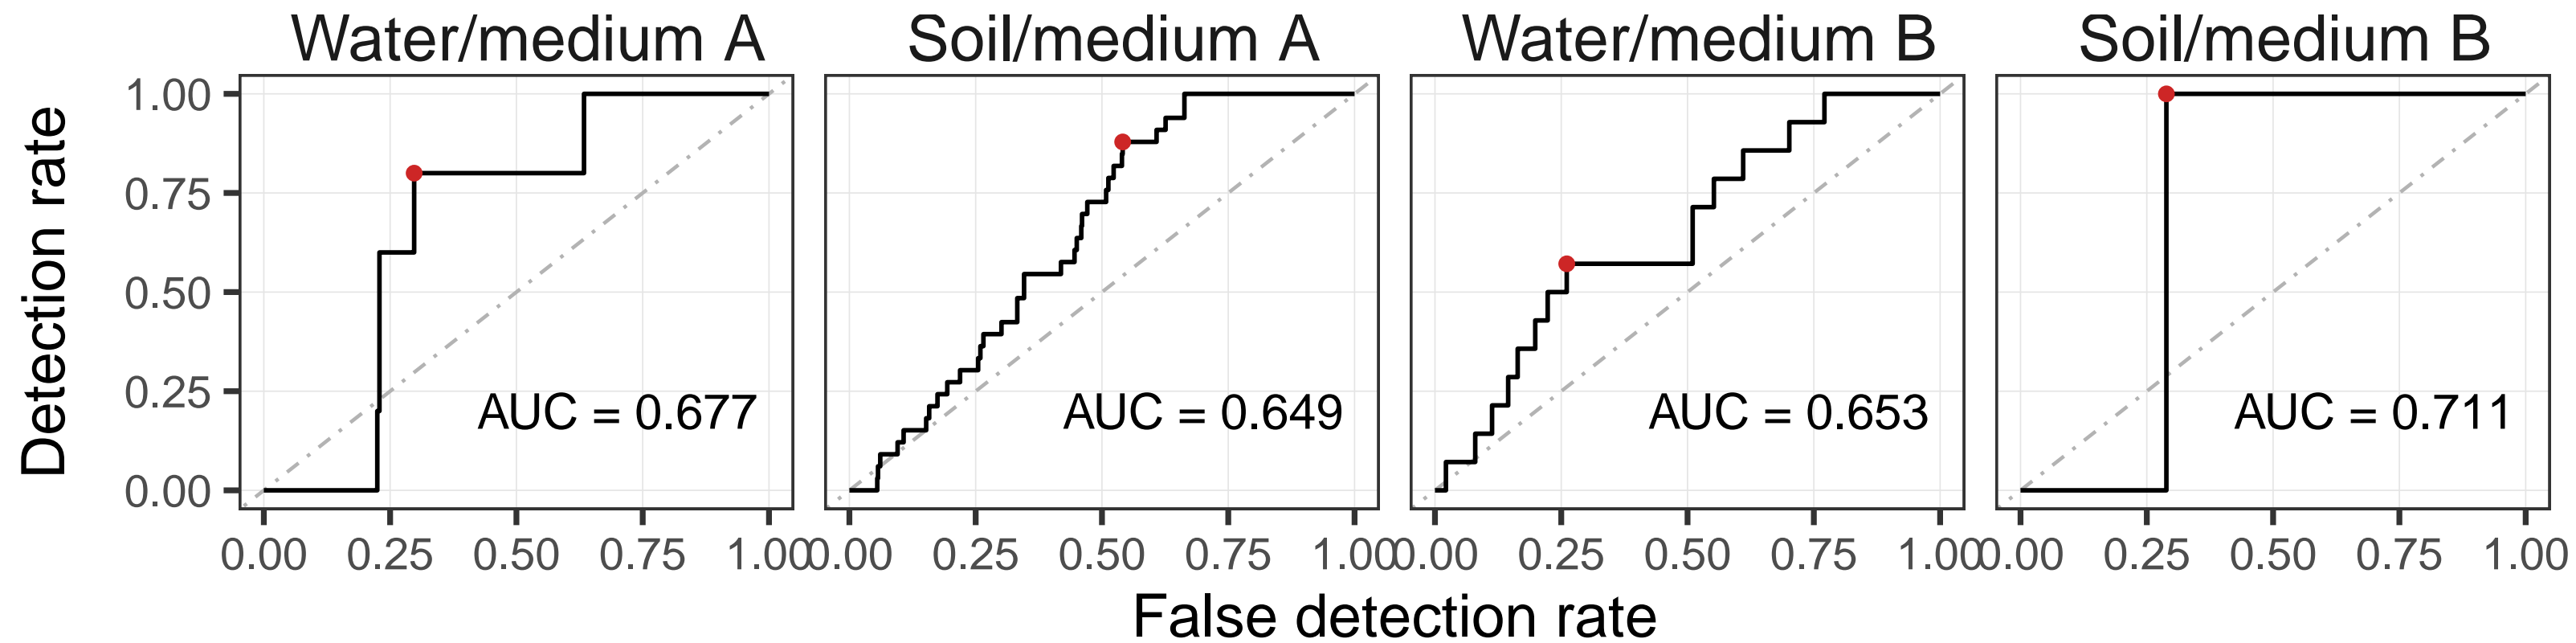 Water/medium A
Soil/medium A
Water/medium B
Soil/medium B
Detection rate
1.00
0.75
0.50
0.25
0.00
AUC = 0.677
AUC = 0.649
AUC = 0.653
AUC = 0.711
0.00 0.25 0.50 0.75 1.00
0.00 0.25 0.50 0.75 1.00
0.00 0.25 0.50 0.75 1.00
0.00 0.25 0.50 0.75 1.00
False detection rate